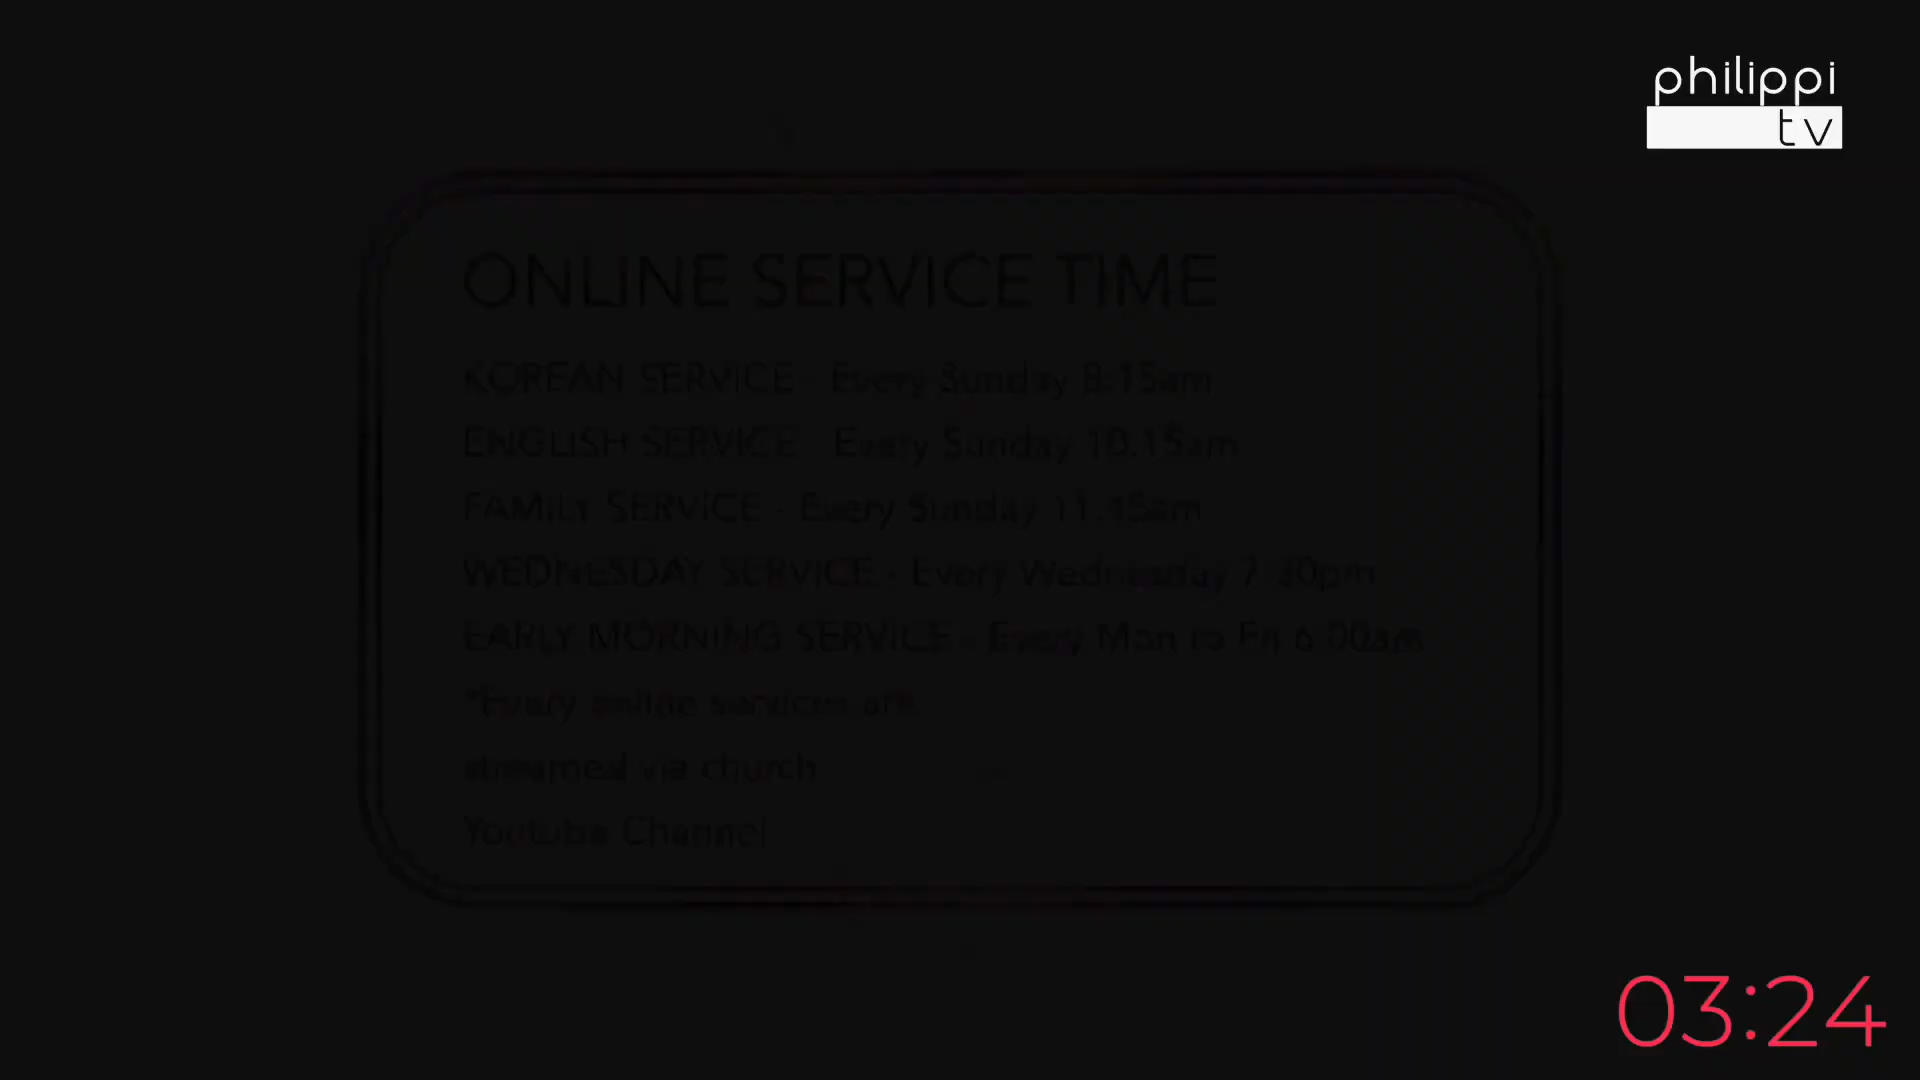 philippi
tv
ONLINE SERVICE TIME
KOREAN SERVICE - Every Sunday 8:15am
ENGLISH SERVICE - Every Sunday 10.15am
FAMILY SERVICE - Every Sunday 11.45am
WEDNESDAY SERVICE - Every Wednesday 7.30pm
EARLY MORNING SERVICE - Every Mon to Fri 6.00am
*Every online services are
streamed via church
Youtube Channel
03:24